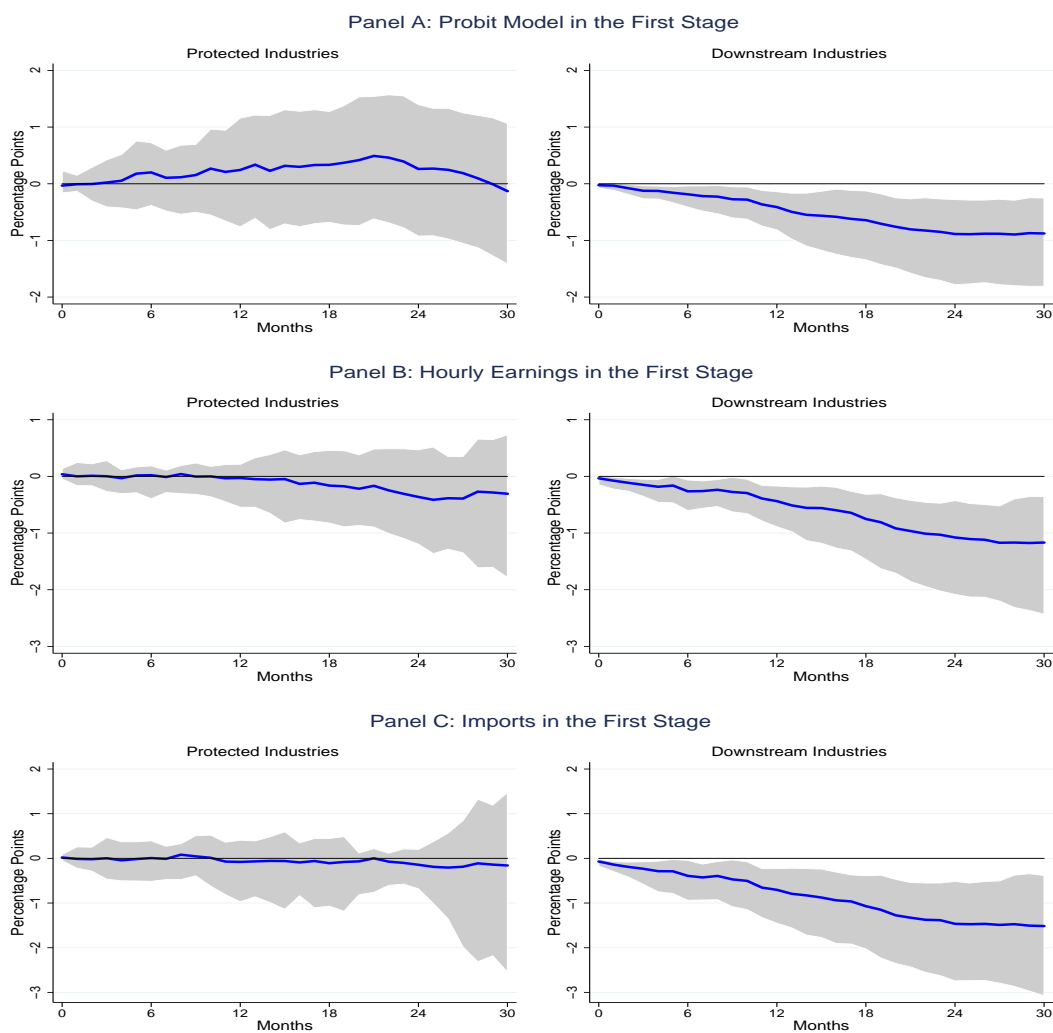 Panel A: Probit Model in the First Stage
Protected Industries
Downstream Industries
Percentage Points
2
1
0
-1
-2
0 6 12 18 24 30
Months
Percentage Points
2
1
0
-1
-2
0 6 12 18 24 30
Months
Panel B: Hourly Earnings in the First Stage
Protected Industries
Downstream Industries
Percentage Points
1
0
-1
-2
-3
0 6 12 18 24 30
Months
Percentage Points
1
0
-1
-2
-3
0 6 12 18 24 30
Months
Panel C: Imports in the First Stage
Protected Industries
Downstream Industries
Percentage Points
2
1
0
-1
-2
-3
0 6 12 18 24 30
Months
Percentage Points
2
1
0
-1
-2
-3
0 6 12 18 24 30
Months